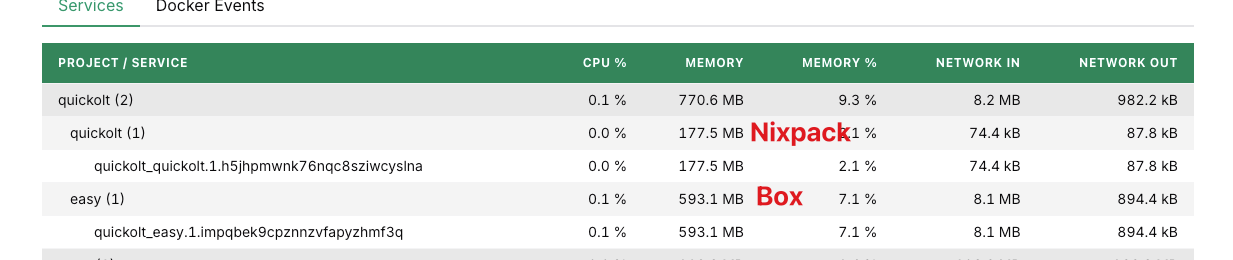 Services Docker Events
PROJECT / SERVICE CPU % MEMORY MEMORY % NETWORK IN NETWORK OUT
quickolt (2) 0.1 % 770.6 MB 9.3 % 8.2 MB 982.2 kB
quickolt (1) 0.0 % 177.5 MB Nixpack 2.1 % 74.4 kB 87.8 kB
quickolt_quickolt.1.h5jhpmwnk76nqc8sziwcyslna 0.0 % 177.5 MB 2.1 % 74.4 kB 87.8 kB
easy (1) 0.1 % 593.1 MB Box 7.1 % 8.1 MB 894.4 kB
quickolt_easy.1.impqbek9cpznnzvfapyzhmf3q 0.1 % 593.1 MB 7.1 % 8.1 MB 894.4 kB